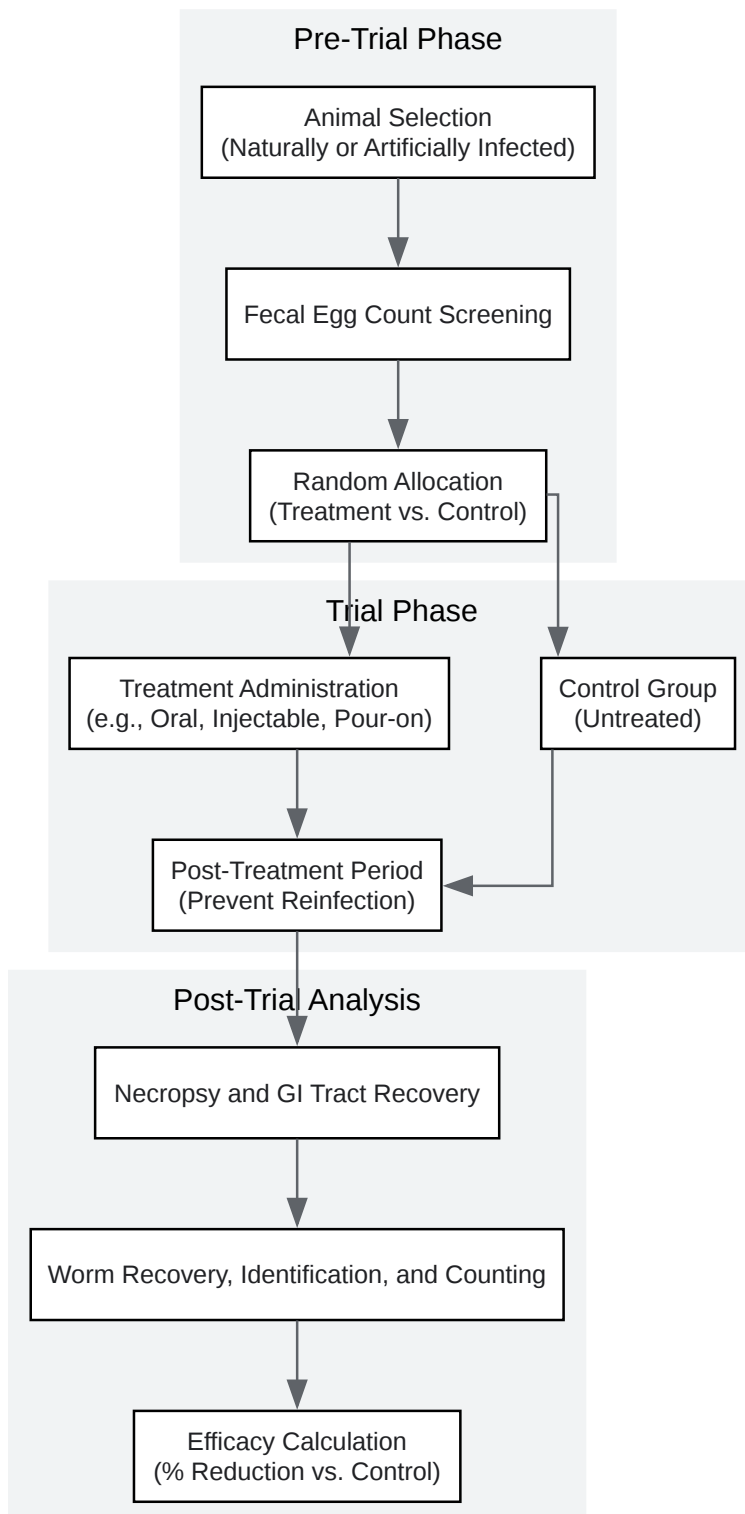 Pre-Trial Phase
Animal Selection
(Naturally or Artificially Infected)
Fecal Egg Count Screening
Random Allocation
(Treatment vs. Control)
Trial Phase
Treatment Administration
(e.g., Oral, Injectable, Pour-on)
Control Group
(Untreated)
Post-Treatment Period
(Prevent Reinfection)
Post-Trial Analysis
Necropsy and GI Tract Recovery
Worm Recovery, Identification, and Counting
Efficacy Calculation
(% Reduction vs. Control)